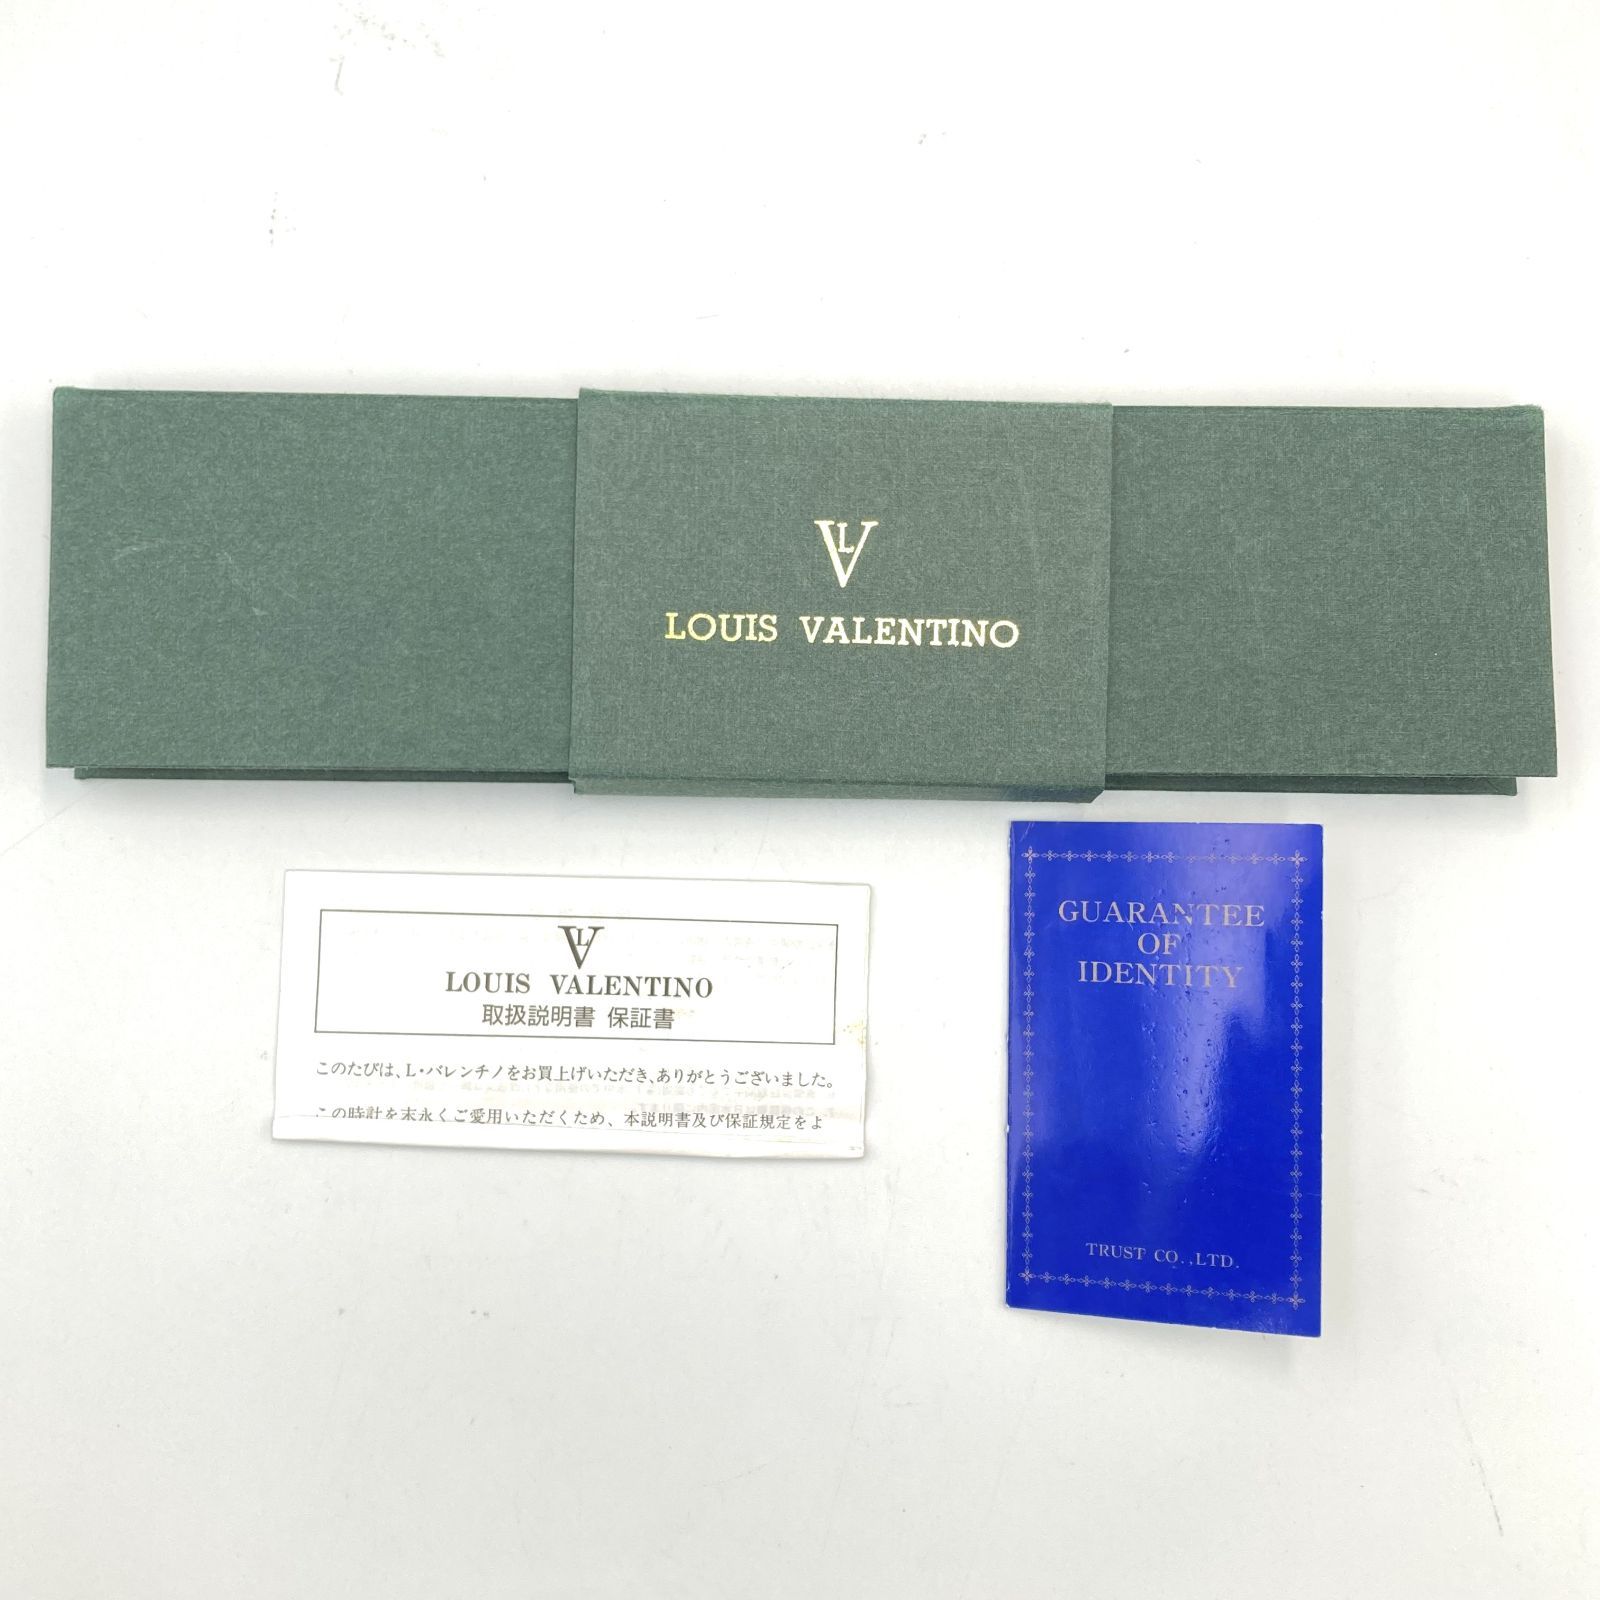 VL
LOUIS VALENTINO
VL
LOUIS VALENTINO
取扱説明書 保証書
このたびは、L・バレンチノをお買上げいただき、ありがとうございました。
この時計を末永くご愛用いただくため、本説明書及び保証規定をよ
GUARANTEE
OF
IDENTITY
TRUST CO.,LTD.